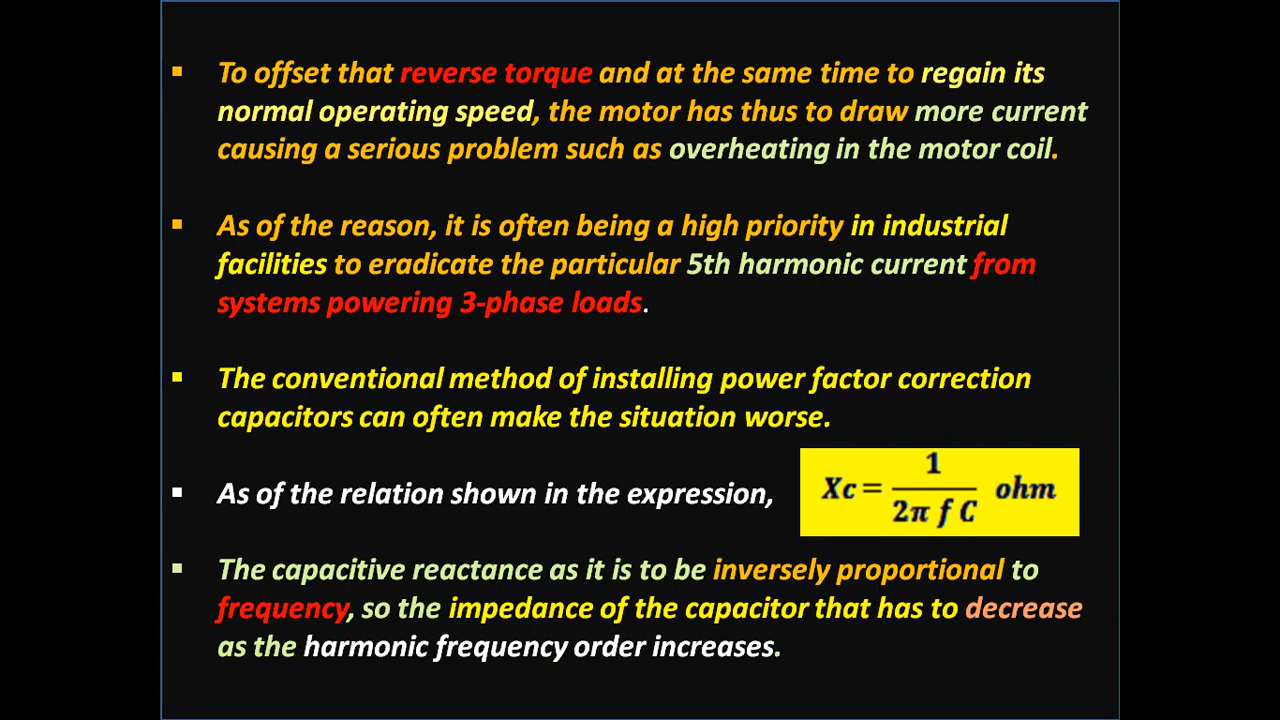 ▪ To offset that reverse torque and at the same time to regain its
normal operating speed, the motor has thus to draw more current
causing a serious problem such as overheating in the motor coil.
▪ As of the reason, it is often being a high priority in industrial
facilities to eradicate the particular 5th harmonic current from
systems powering 3-phase loads.
▪ The conventional method of installing power factor correction
capacitors can often make the situation worse.
▪ As of the relation shown in the expression,
Xc = 1 / 2π f C ohm
▪ The capacitive reactance as it is to be inversely proportional to
frequency, so the impedance of the capacitor that has to decrease
as the harmonic frequency order increases.